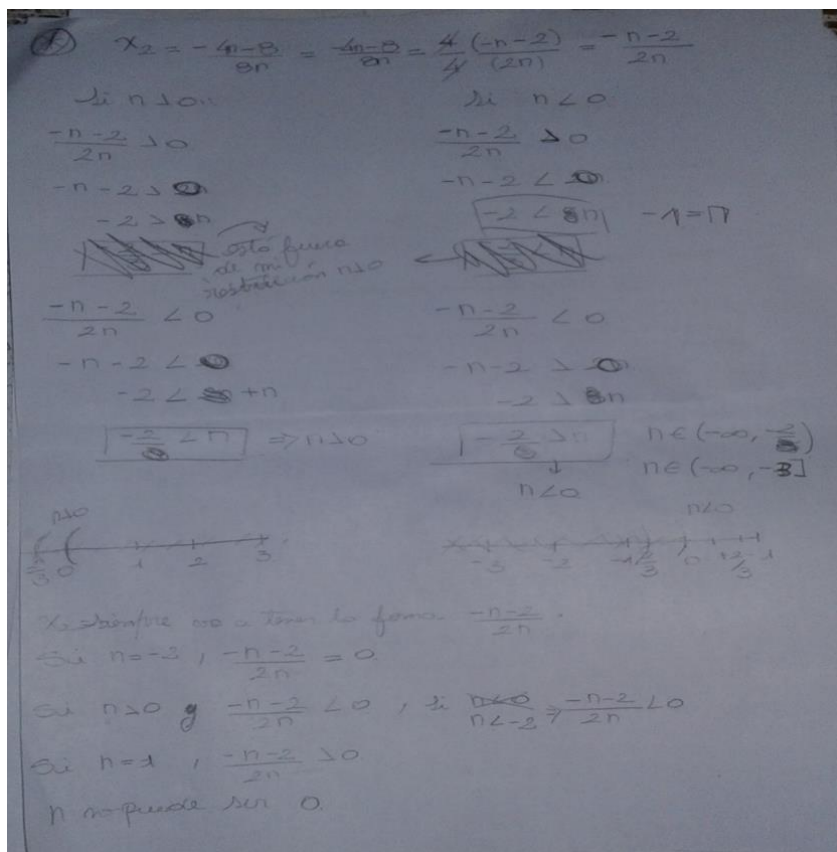 x₂ = -4n-8/8n = -4n-8/8n = 4/4 (-n-2)/(2n) = -n-2/2n
Si n>0
-n-2/2n > 0
-n-2 > 0
-2 > n
está fuera
de mi
restricción n>0
-n-2/2n < 0
-n-2 < 0
-2 < +n
-2 < n ⇒ n>0
Si n<0
-n-2/2n > 0
-n-2 < 0
-2 < n -1=n
-n-2/2n < 0
-n-2 > 0
-2 > n
-2 > n n∈(-∞, -2)
n<0 n∈(-∞, -3]
n>0
0 1 2 3
n<0
-3 -2 -1 0
siempre va a tener la forma -n-2/2n.
Si n=-2, -n-2/2n = 0
Si n>0 y -n-2/2n < 0, si n<0 n<-2 ⇒ -n-2/2n < 0
Si n=1, -n-2/2n > 0
n no puede ser 0